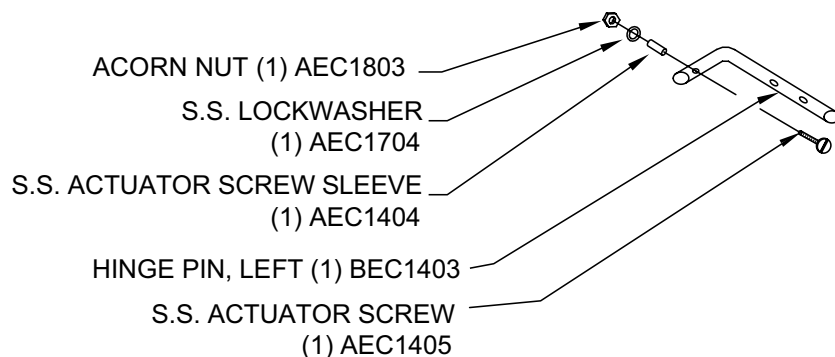 ACORN NUT (1) AEC1803
S.S. LOCKWASHER
(1) AEC1704
S.S. ACTUATOR SCREW SLEEVE
(1) AEC1404
HINGE PIN, LEFT (1) BEC1403
S.S. ACTUATOR SCREW
(1) AEC1405